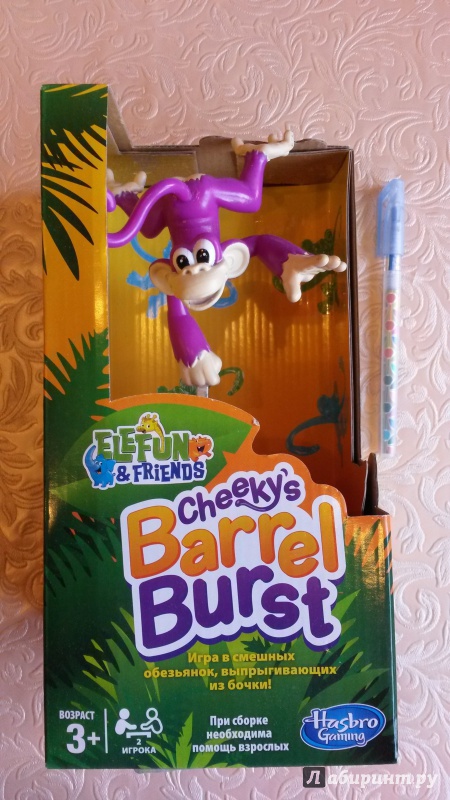 ELEFUN
& FRIENDS
Cheeky's
Barrel
Burst
Игра в смешных
обезьянок, выпрыгивающих
из бочки!
ВОЗРАСТ
3+
2
ИГРОКА
При сборке
необходима
помощь взрослых
Hasbro
Gaming
Лабиринт.ру